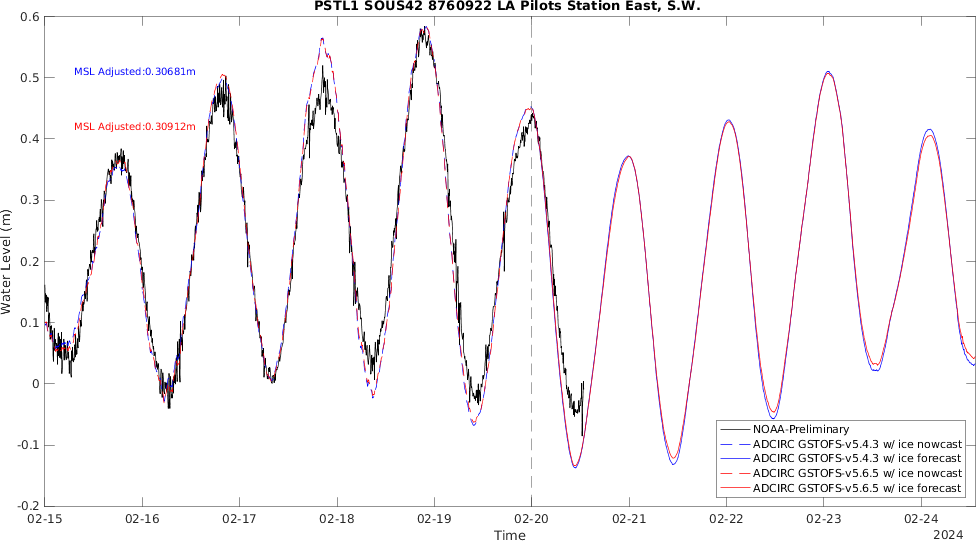 PSTL1 SOUS42 8760922 LA Pilots Station East, S.W.
0.6
0.5
0.4
0.3
0.2
0.1
0
-0.1
-0.2
Water Level (m)
MSL Adjusted:0.30681m
MSL Adjusted:0.30912m
NOAA-Preliminary
ADCIRC GSTOFS-v5.4.3 w/ ice nowcast
ADCIRC GSTOFS-v5.4.3 w/ ice forecast
ADCIRC GSTOFS-v5.6.5 w/ ice nowcast
ADCIRC GSTOFS-v5.6.5 w/ ice forecast
02-15 02-16 02-17 02-18 02-19 02-20 02-21 02-22 02-23 02-24
Time
2024